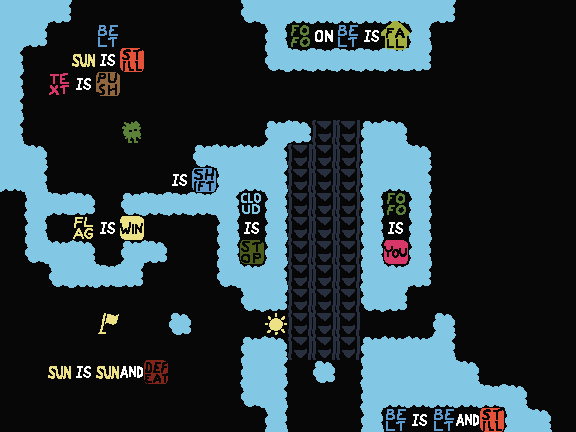 FOFO ON BELT IS FALL
BELT
SUN IS STILL
TEXT IS PUSH
IS SHIFT
CLOUD IS STOP
FOFO IS YOU
FLAG IS WIN
SUN IS SUN AND DEFEAT
BELT IS BELT AND STILL